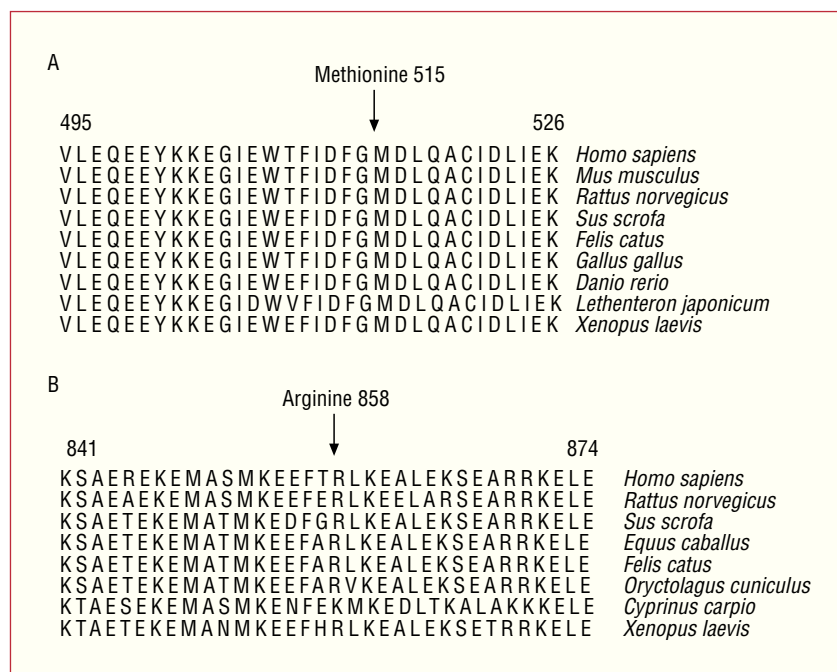 A
Methionine 515
495 526
VLEQEEYKKEGIEWTFIDFGMDLQACIDLIEK Homo sapiens
VLEQEEYKKEGIEWTFIDFGMDLQACIDLIEK Mus musculus
VLEQEEYKKEGIEWTFIDFGMDLQACIDLIEK Rattus norvegicus
VLEQEEYKKEGIEWEFIDFGMDLQACIDLIEK Sus scrofa
VLEQEEYKKEGIEWEFIDFGMDLQACIDLIEK Felis catus
VLEQEEYKKEGIEWTFIDFGMDLQACIDLIEK Gallus gallus
VLEQEEYKKEGIEWEFIDFGMDLQACIDLIEK Danio rerio
VLEQEEYKKEGIDWVFIDFGMDLQACIDLIEK Lethenteron japonicum
VLEQEEYKKEGIEWEFIDFGMDLQACIDLIEK Xenopus laevis
B
Arginine 858
841 874
KSAEREKEMASMKEEFTRLKEALEKSEARRKELE Homo sapiens
KSAEAEKEMASMKEEFERLKEELARSEARRKELE Rattus norvegicus
KSAETEKEMATMKEDFGRLKEALEKSEARRKELE Sus scrofa
KSAETEKEMATMKEEFARLKEALEKSEARRKELE Equus caballus
KSAETEKEMATMKEEFARLKEALEKSEARRKELE Felis catus
KSAETEKEMATMKEEFARVKEALEKSEARRKELE Oryctolagus cuniculus
KTAESEKEMASMKENFEKMKEDLTKALAKKKELE Cyprinus carpio
KTAETEKEMANMKEEFHRLKEALEKSETRRKELE Xenopus laevis